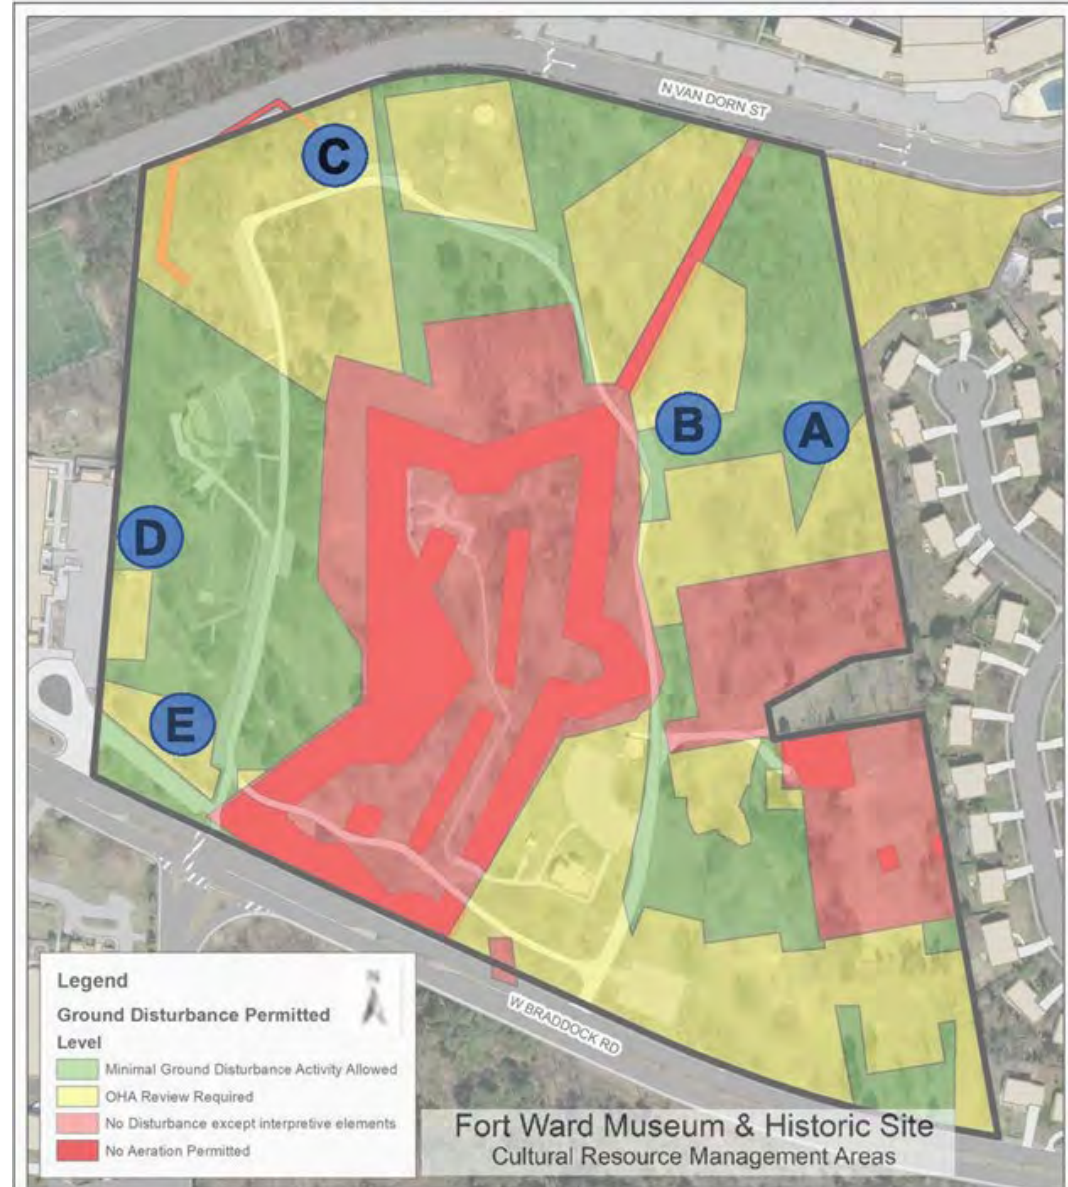 N VAN DORN ST
C
B
A
D
E
W BRADDOCK RD
Legend
N
Ground Disturbance Permitted
Level
Minimal Ground Disturbance Activity Allowed
OHA Review Required
No Disturbance except interpretive elements
No Aeration Permitted
Fort Ward Museum & Historic Site
Cultural Resource Management Areas